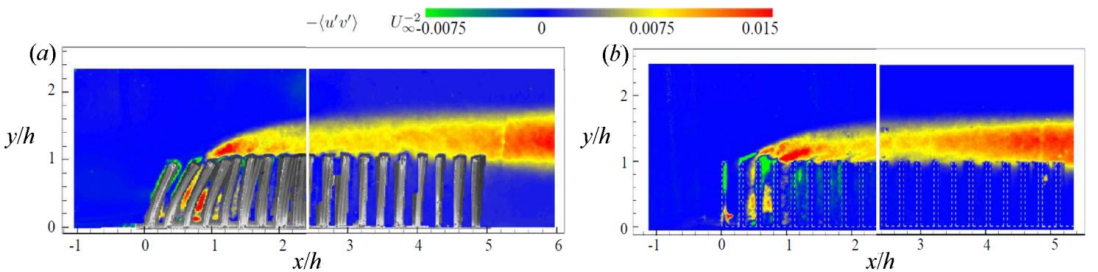 −⟨u′v′⟩ U∞⁻² -0.0075 0 0.0075 0.015
(a) (b)
2 2
y/h y/h
1 1
0 0
-1 0 1 2 3 4 5 6 -1 0 1 2 3 4 5
x/h x/h